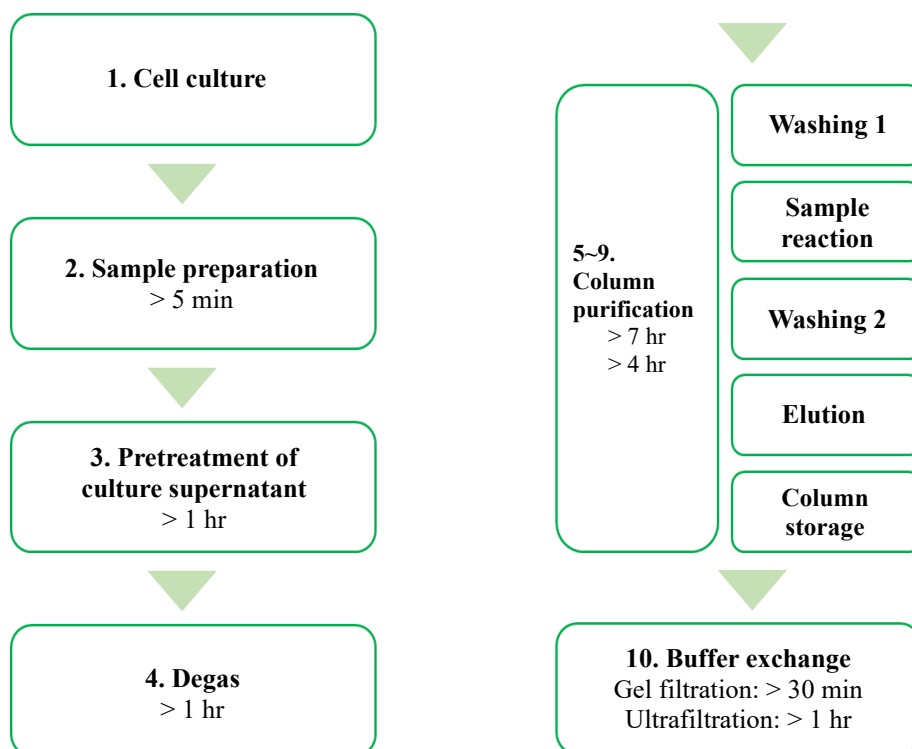 1. Cell culture
2. Sample preparation
> 5 min
3. Pretreatment of
culture supernatant
> 1 hr
4. Degas
> 1 hr
5~9.
Column
purification
> 7 hr
> 4 hr
Washing 1
Sample
reaction
Washing 2
Elution
Column
storage
10. Buffer exchange
Gel filtration: > 30 min
Ultrafiltration: > 1 hr